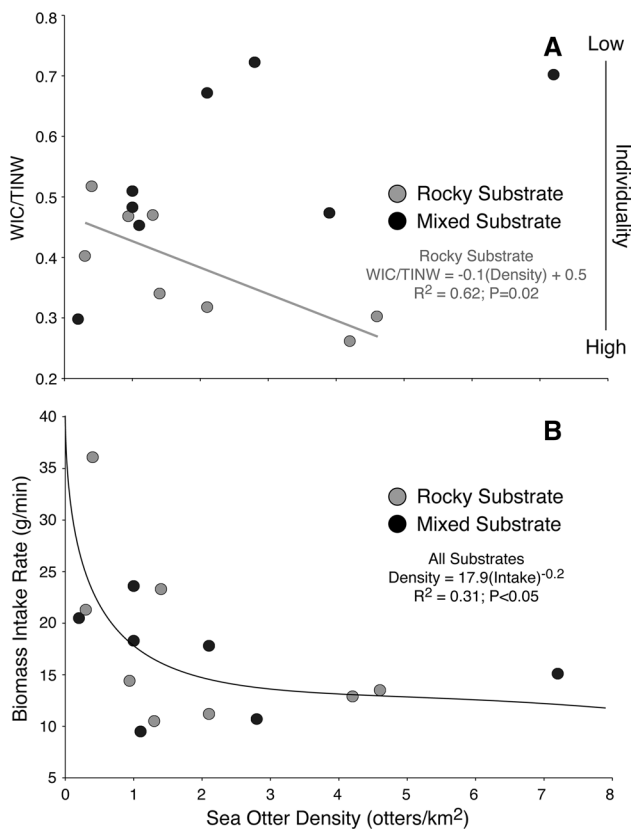 A
0.8
0.7
0.6
0.5
0.4
0.3
0.2
WIC/TINW
Low
Individuality
High
Rocky Substrate
Mixed Substrate
Rocky Substrate
WIC/TINW = -0.1(Density) + 0.5
R² = 0.62; P=0.02
B
40
35
30
25
20
15
10
5
Biomass Intake Rate (g/min)
Rocky Substrate
Mixed Substrate
All Substrates
Density = 17.9(Intake)⁻⁰·²
R² = 0.31; P<0.05
0 1 2 3 4 5 6 7 8
Sea Otter Density (otters/km²)